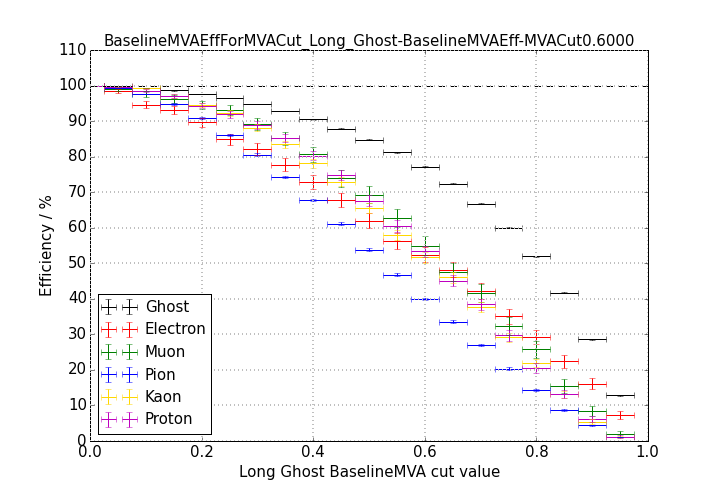 BaselineMVAEffForMVACut_Long_Ghost-BaselineMVAEff-MVACut0.6000
110
100
90
80
70
60
50
40
30
20
10
0
Efficiency / %
Ghost
Electron
Muon
Pion
Kaon
Proton
0.0 0.2 0.4 0.6 0.8 1.0
Long Ghost BaselineMVA cut value